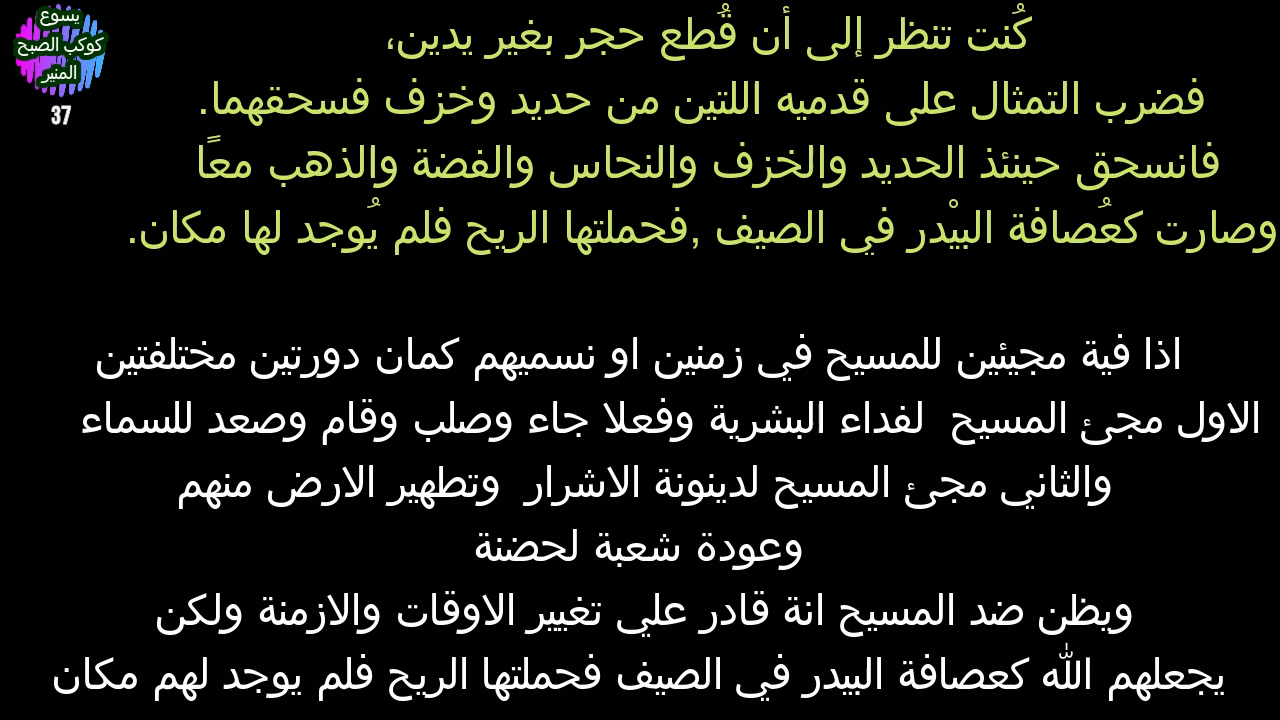 يسوع
كوكب الصبح
المنير
37
كُنت تنظر إلى أن قُطع حجر بغير يدين،
فضرب التمثال على قدميه اللتين من حديد وخزف فسحقهما.
فانسحق حينئذ الحديد والخزف والنحاس والفضة والذهب معًا
وصارت كعُصافة البيْدر في الصيف ,فحملتها الريح فلم يُوجد لها مكان.
اذا فية مجيئين للمسيح في زمنين او نسميهم كمان دورتين مختلفتين
الاول مجئ المسيح لفداء البشرية وفعلا جاء وصلب وقام وصعد للسماء
والثاني مجئ المسيح لدينونة الاشرار وتطهير الارض منهم
وعودة شعبة لحضنة
ويظن ضد المسيح انة قادر علي تغيير الاوقات والازمنة ولكن
يجعلهم الله كعصافة البيدر في الصيف فحملتها الريح فلم يوجد لهم مكان